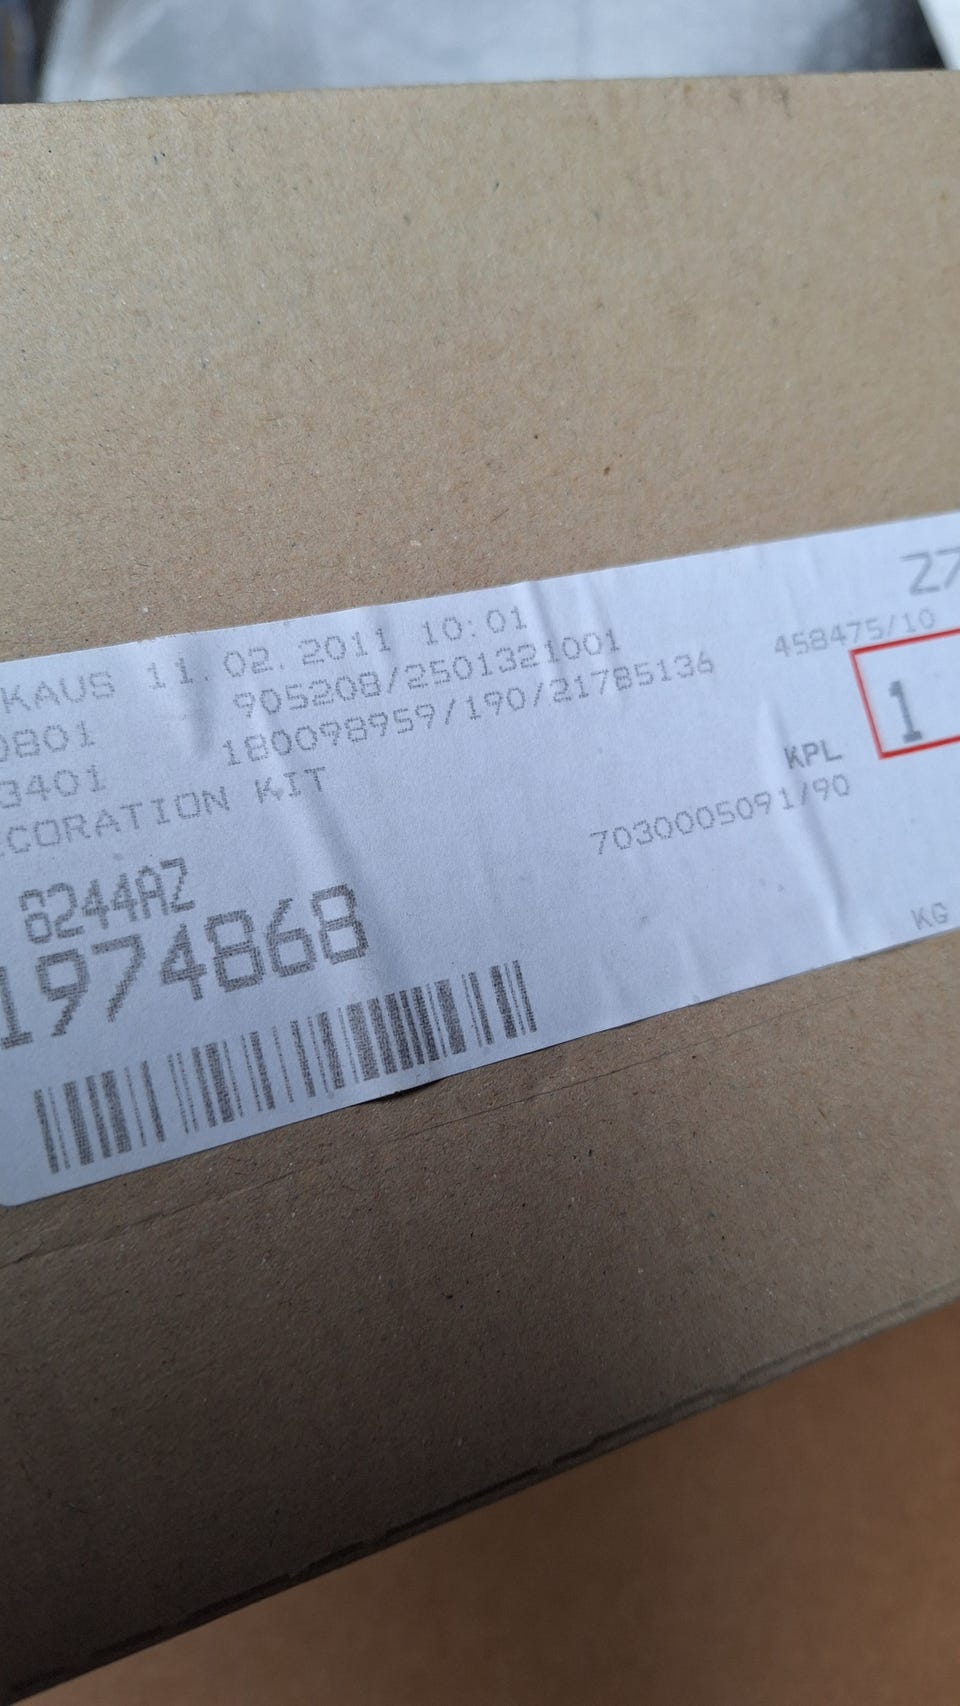 KAUS 11.02.2011 10:01
Z7
0801 905208/2501321001 458475/10
3401 180098959/190/21785136 1
CORATION KIT KPL
7030005091/90
8244AZ
1974868
KG